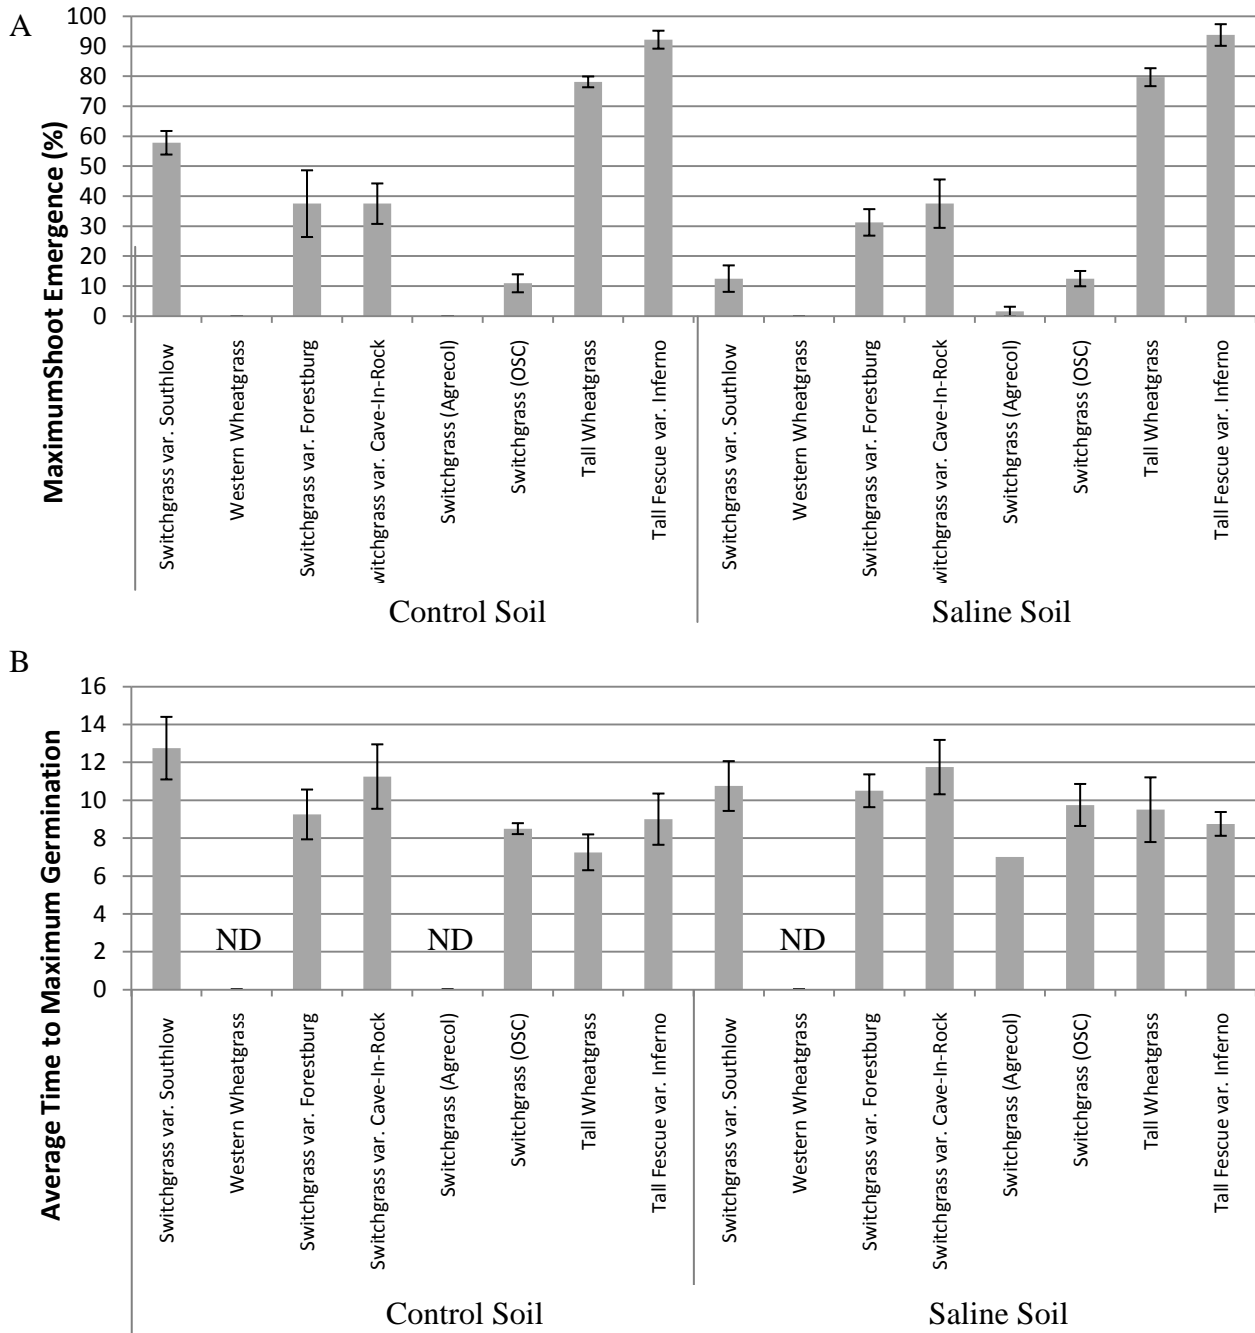 A
MaximumShoot Emergence (%)
100
90
80
70
60
50
40
30
20
10
0
Switchgrass var. Southlow
Western Wheatgrass
Switchgrass var. Forestburg
witchgrass var. Cave-In-Rock
Switchgrass (Agrecol)
Switchgrass (OSC)
Tall Wheatgrass
Tall Fescue var. Inferno
Switchgrass var. Southlow
Western Wheatgrass
Switchgrass var. Forestburg
witchgrass var. Cave-In-Rock
Switchgrass (Agrecol)
Switchgrass (OSC)
Tall Wheatgrass
Tall Fescue var. Inferno
Control Soil
Saline Soil
B
Average Time to Maximum Germination
16
14
12
10
8
6
4
2
0
ND
ND
ND
Switchgrass var. Southlow
Western Wheatgrass
Switchgrass var. Forestburg
Switchgrass var. Cave-In-Rock
Switchgrass (Agrecol)
Switchgrass (OSC)
Tall Wheatgrass
Tall Fescue var. Inferno
Switchgrass var. Southlow
Western Wheatgrass
Switchgrass var. Forestburg
Switchgrass var. Cave-In-Rock
Switchgrass (Agrecol)
Switchgrass (OSC)
Tall Wheatgrass
Tall Fescue var. Inferno
Control Soil
Saline Soil